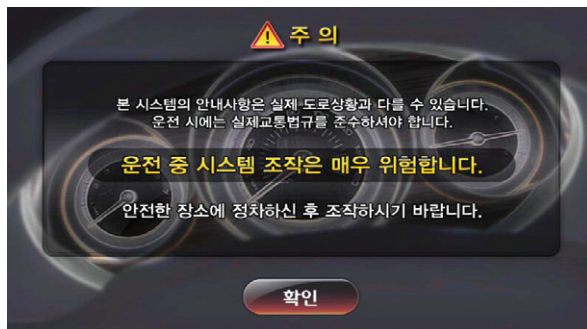 주 의
본 시스템의 안내사항은 실제 도로상황과 다를 수 있습니다.
운전 시에는 실제교통법규를 준수하셔야 합니다.
운전 중 시스템 조작은 매우 위험합니다.
안전한 장소에 정차하신 후 조작하시기 바랍니다.
확인